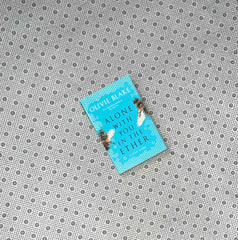 OLIVIE BLAKE
ALONE
WITH
YOU
IN THE
ETHER